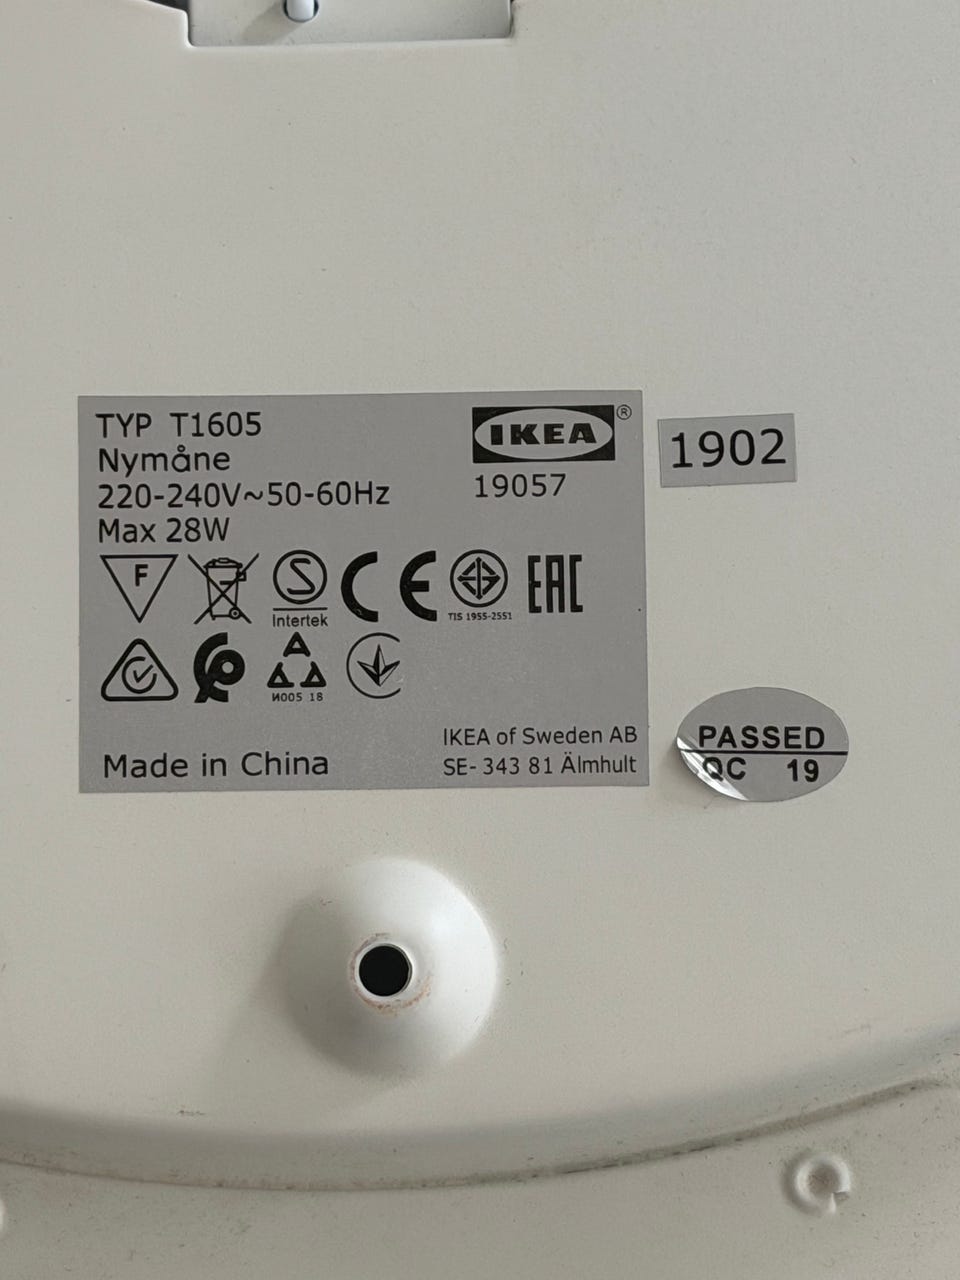 TYP T1605
Nymåne
220-240V~50-60Hz
Max 28W
IKEA®
19057
1902
F
S
Intertek
CE
TIS 1955-2551
EAC
И005 18
Made in China
IKEA of Sweden AB
SE- 343 81 Älmhult
PASSED
QC 19